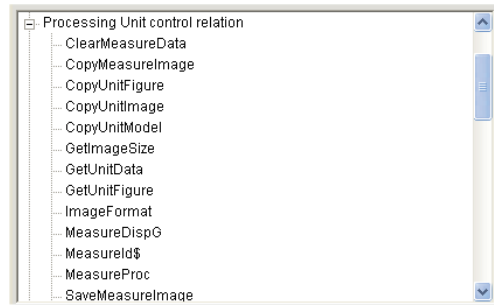 Processing Unit control relation
ClearMeasureData
CopyMeasureImage
CopyUnitFigure
CopyUnitImage
CopyUnitModel
GetImageSize
GetUnitData
GetUnitFigure
ImageFormat
MeasureDispG
MeasureId$
MeasureProc
SaveMeasureImage